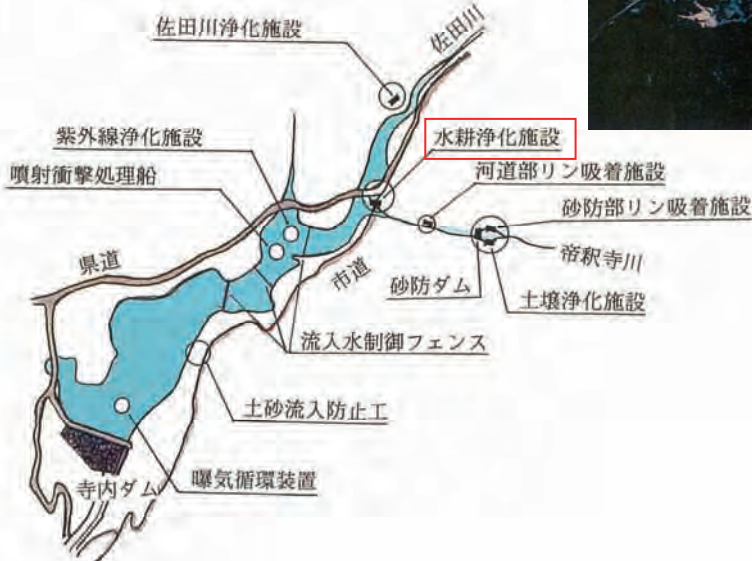 佐田川浄化施設
佐田川
紫外線浄化施設
水耕浄化施設
噴射衝撃処理船
河道部リン吸着施設
砂防部リン吸着施設
県道
市道
帝釈寺川
砂防ダム
土壌浄化施設
流入水制御フェンス
土砂流入防止工
曝気循環装置
寺内ダム